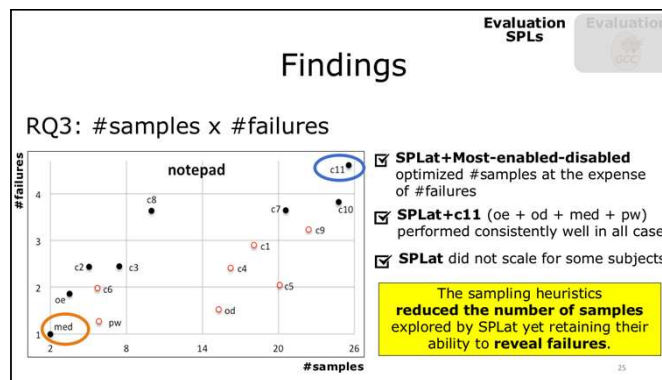 Evaluation
SPLs
Evaluation
GCC
Findings
RQ3: #samples x #failures
#failures
notepad
4
3
2
1
c11
c8
c7
c10
c9
c1
c2
c3
c4
c6
c5
oe
od
pw
med
2
8
14
20
26
#samples
SPLat+Most-enabled-disabled
optimized #samples at the expense
of #failures
SPLat+c11 (oe + od + med + pw)
performed consistently well in all case
SPLat did not scale for some subjects
The sampling heuristics
reduced the number of samples
explored by SPLat yet retaining their
ability to reveal failures.
25